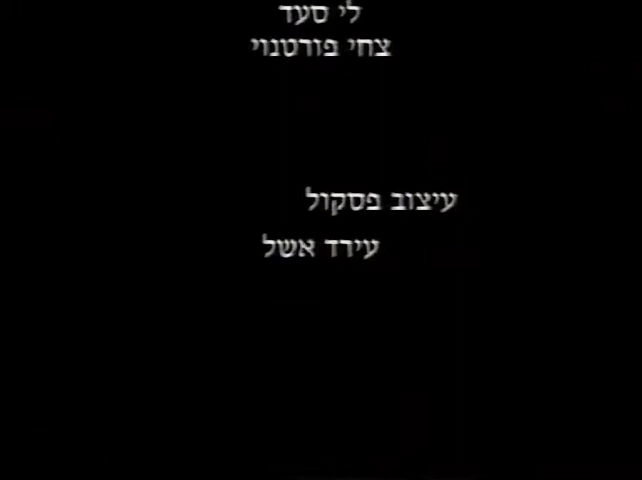 לי סעד
צחי פורטנוי
עיצוב פסקול
עירד אשל